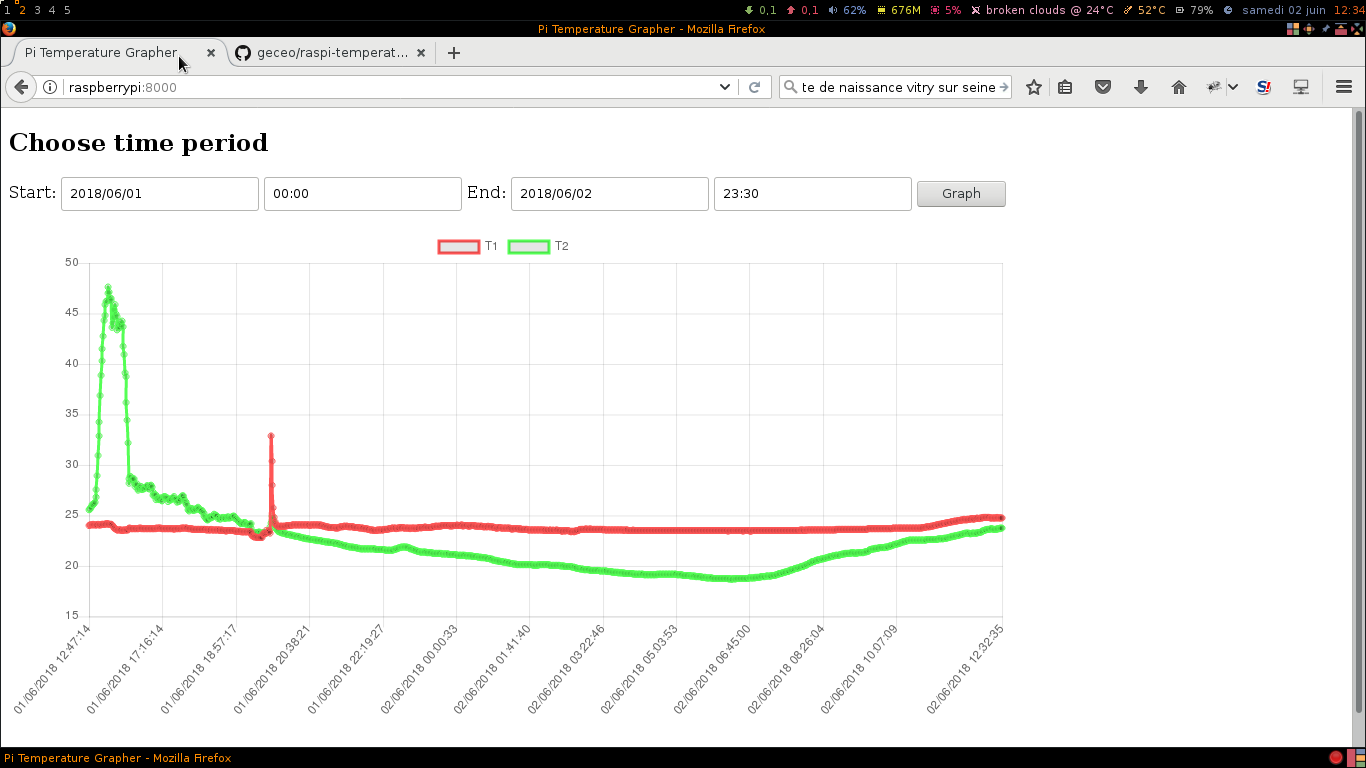 1 2 3 4 5 0,1 0,1 62% 676M 5% broken clouds @ 24°C 52°C 79% samedi 02 juin 12:34
Pi Temperature Grapher - Mozilla Firefox
Pi Temperature Grapher geceo/raspi-temperat...
raspberrypi:8000 te de naissance vitry sur seine
Choose time period
Start: 2018/06/01 00:00 End: 2018/06/02 23:30 Graph
T1 T2
50
45
40
35
30
25
20
15
01/06/2018 12:47:14
01/06/2018 17:16:14
01/06/2018 18:57:17
01/06/2018 20:38:21
01/06/2018 22:19:27
02/06/2018 00:00:33
02/06/2018 01:41:40
02/06/2018 03:22:46
02/06/2018 05:03:53
02/06/2018 06:45:00
02/06/2018 08:26:04
02/06/2018 10:07:09
02/06/2018 12:32:35
Pi Temperature Grapher - Mozilla Firefox